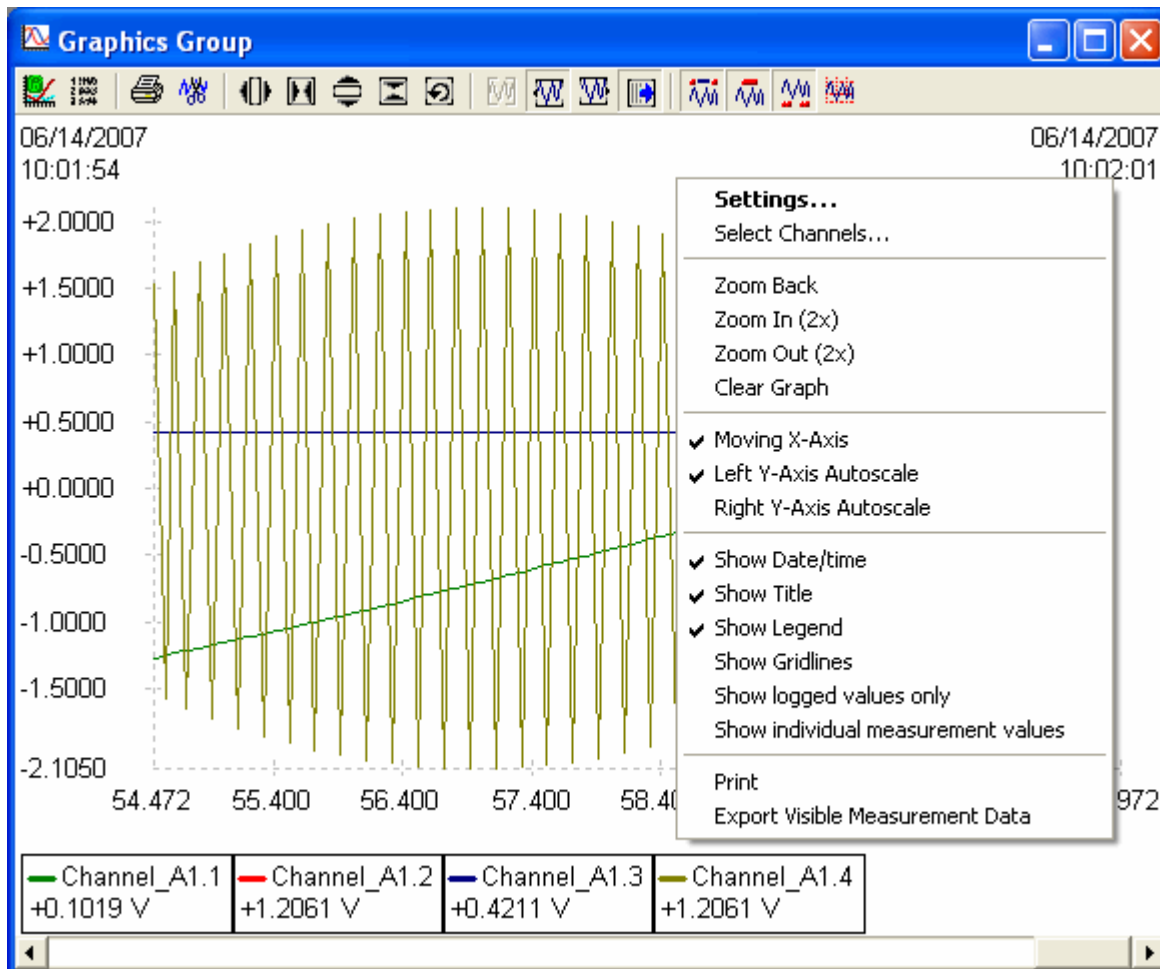 Graphics Group
06/14/2007 06/14/2007
10:01:54 10:02:01
+2.0000
+1.5000
+1.0000
+0.5000
+0.0000
-0.5000
-1.0000
-1.5000
-2.1050
54.472 55.400 56.400 57.400 58.40 972
Settings...
Select Channels...
Zoom Back
Zoom In (2x)
Zoom Out (2x)
Clear Graph
Moving X-Axis
Left Y-Axis Autoscale
Right Y-Axis Autoscale
Show Date/time
Show Title
Show Legend
Show Gridlines
Show logged values only
Show individual measurement values
Print
Export Visible Measurement Data
Channel_A1.1 Channel_A1.2 Channel_A1.3 Channel_A1.4
+0.1019 V +1.2061 V +0.4211 V +1.2061 V